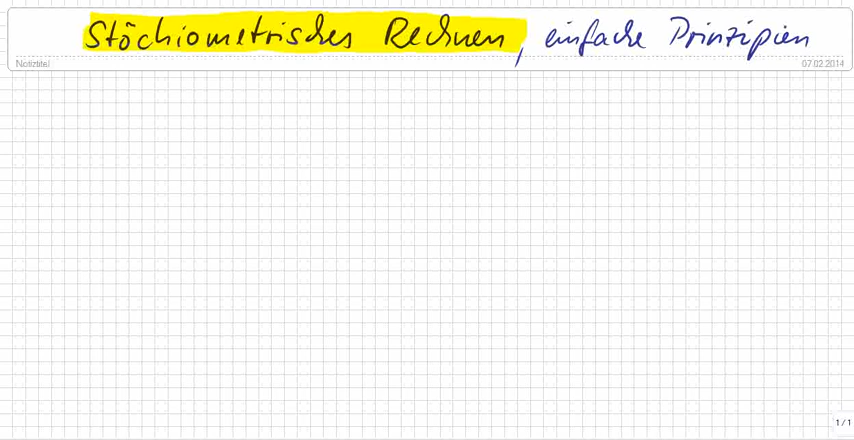 Stöchiometrisches Rechnen, einfache Prinzipien
Notiztitel
07.02.2014
1 / 1